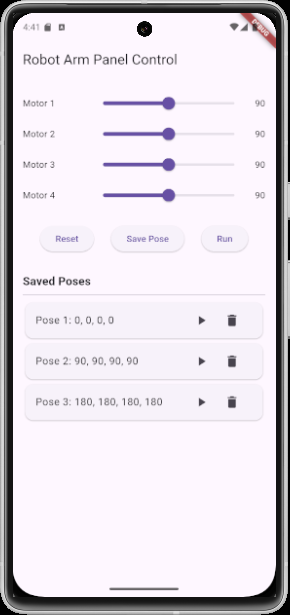 4:41
DEBUG
Robot Arm Panel Control
Motor 1 90
Motor 2 90
Motor 3 90
Motor 4 90
Reset Save Pose Run
Saved Poses
Pose 1: 0, 0, 0, 0
Pose 2: 90, 90, 90, 90
Pose 3: 180, 180, 180, 180